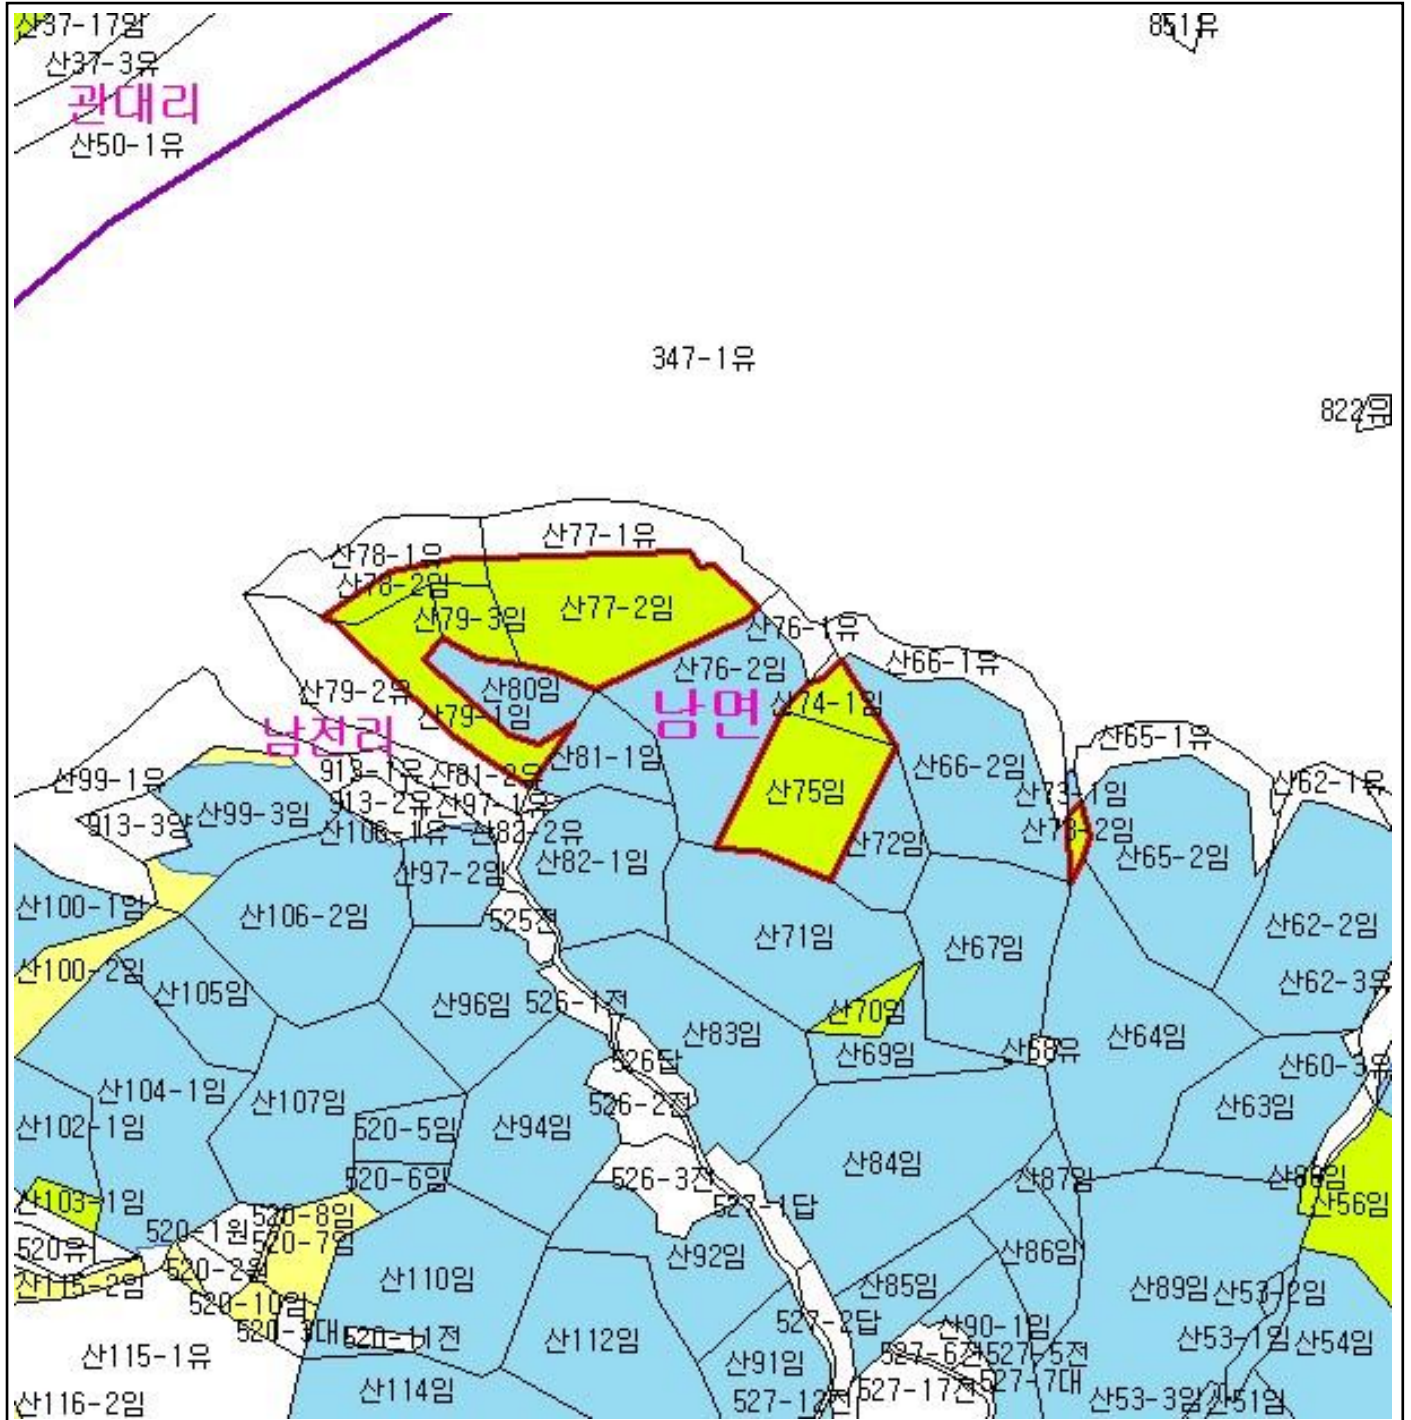 산37-17임
851유
산37-3유
관대리
산50-1유
347-1유
822유
산77-1유
산78-1유
산78-2임
산77-2임
산79-3임
산76-1유
산66-1유
산76-2임
산80임
산79-2유
산74-1임
남면
산79-1임
남전리
산65-1유
산81-1임
산66-2임
913-1유
산81-2유
산99-1유
산62-1유
산75임
산73-1임
913-2유
산97-1유
산99-3임
913-3양
산106-1유
산82-2유
산73-2임
산72임
산82-1임
산65-2임
산97-2임
산100-1임
산106-2임
525전
산71임
산67임
산62-2임
산100-2임
산105임
산62-3유
산96임
526-1전
산70임
산83임
산64임
산69임
산68유
526답
산60-3유
산104-1임
산107임
526-2전
산63임
산102-1임
520-5임
산94임
산84임
520-6임
526-3전
산87임
산88임
산103-1임
527-1답
산56임
520-8임
520-1원
520-7임
520유
산92임
산86임
520-2원
산115-2임
산110임
산85임
산89임
산53-2임
520-10임
527-2답
520-3대
520-11전
산90-1임
산112임
산53-1임
산54임
산115-1유
산91임
527-6전
527-5전
527-7대
산114임
527-17전
산116-2임
527-12전
산53-3임
산51임